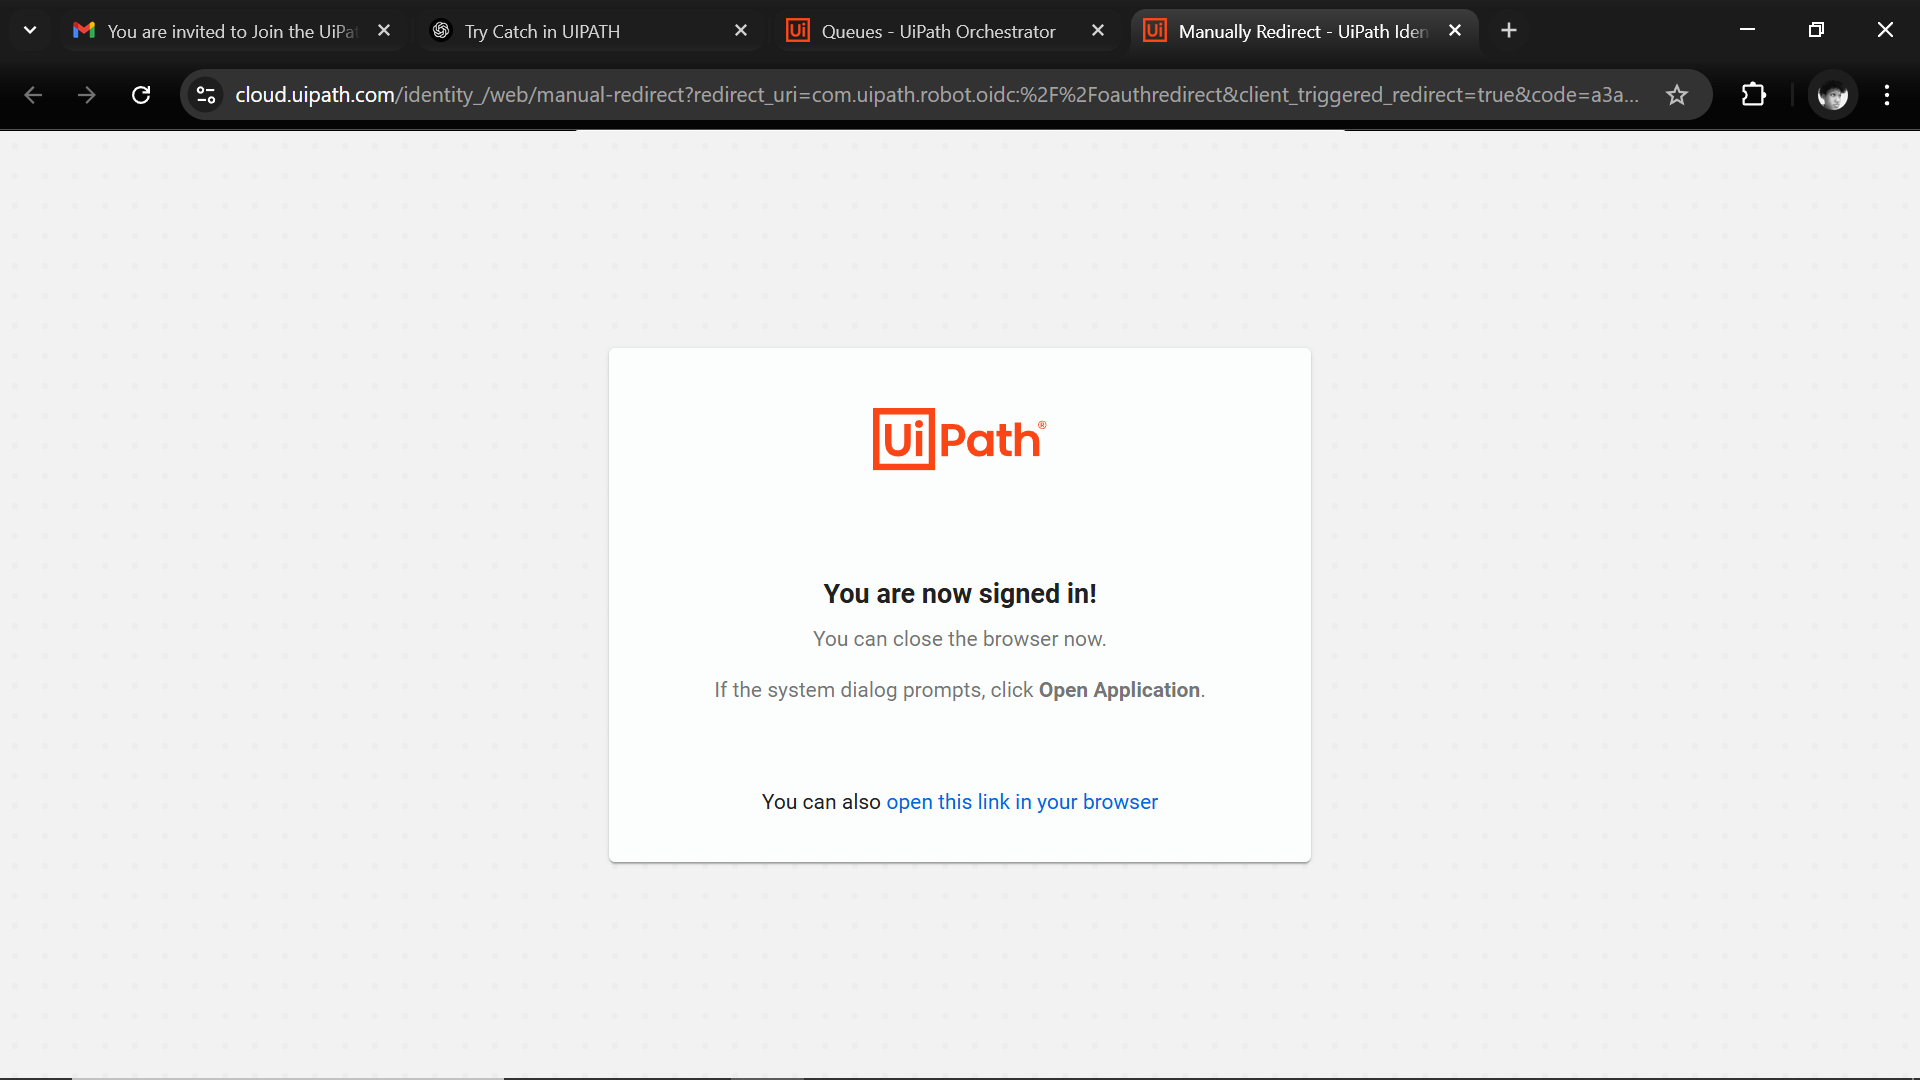 You are invited to Join the UiPat
Try Catch in UIPATH
Queues - UiPath Orchestrator
Manually Redirect - UiPath Iden
cloud.uipath.com/identity_/web/manual-redirect?redirect_uri=com.uipath.robot.oidc:%2F%2Foauthredirect&client_triggered_redirect=true&code=a3a...
UiPath®
You are now signed in!
You can close the browser now.
If the system dialog prompts, click Open Application.
You can also open this link in your browser